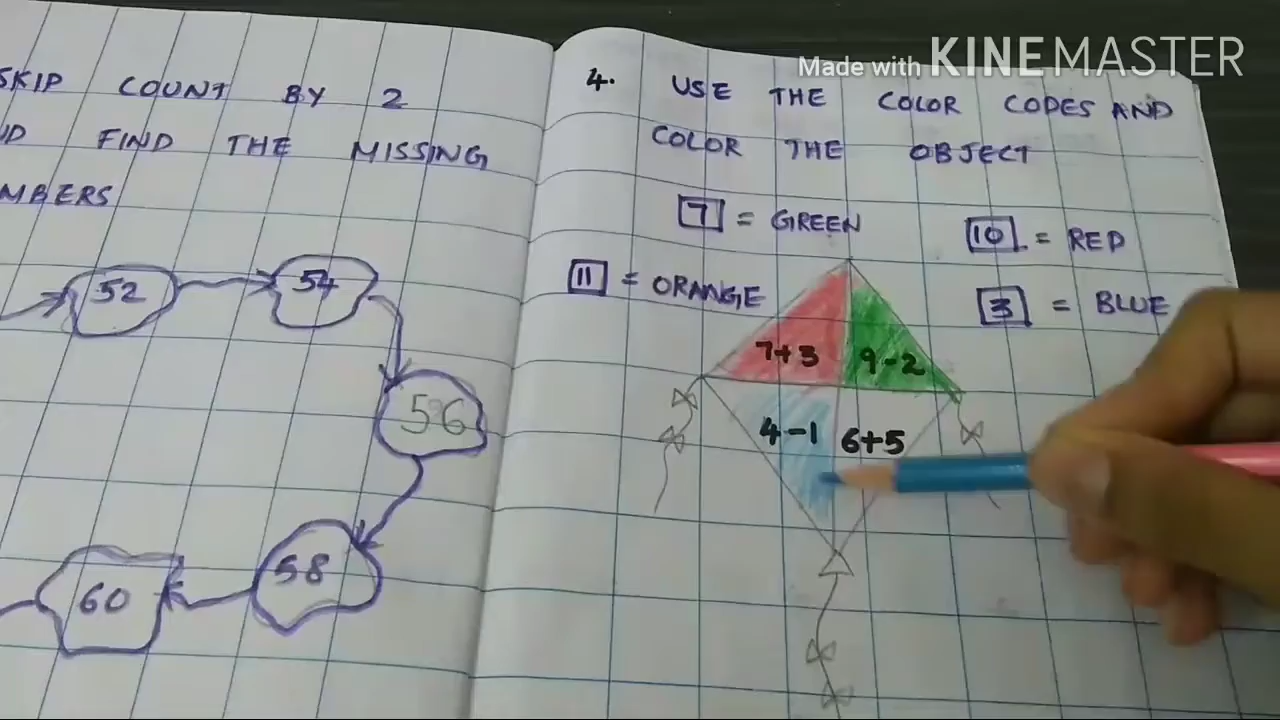 SKIP COUNT BY 2
FIND THE MISSING
52
54
56
58
60
4. USE THE COLOR CODES AND
COLOR THE OBJECT
7 = GREEN
10 = RED
11 = ORANGE
3 = BLUE
7+3
9-2
4-1
6+5
Made with KINEMASTER